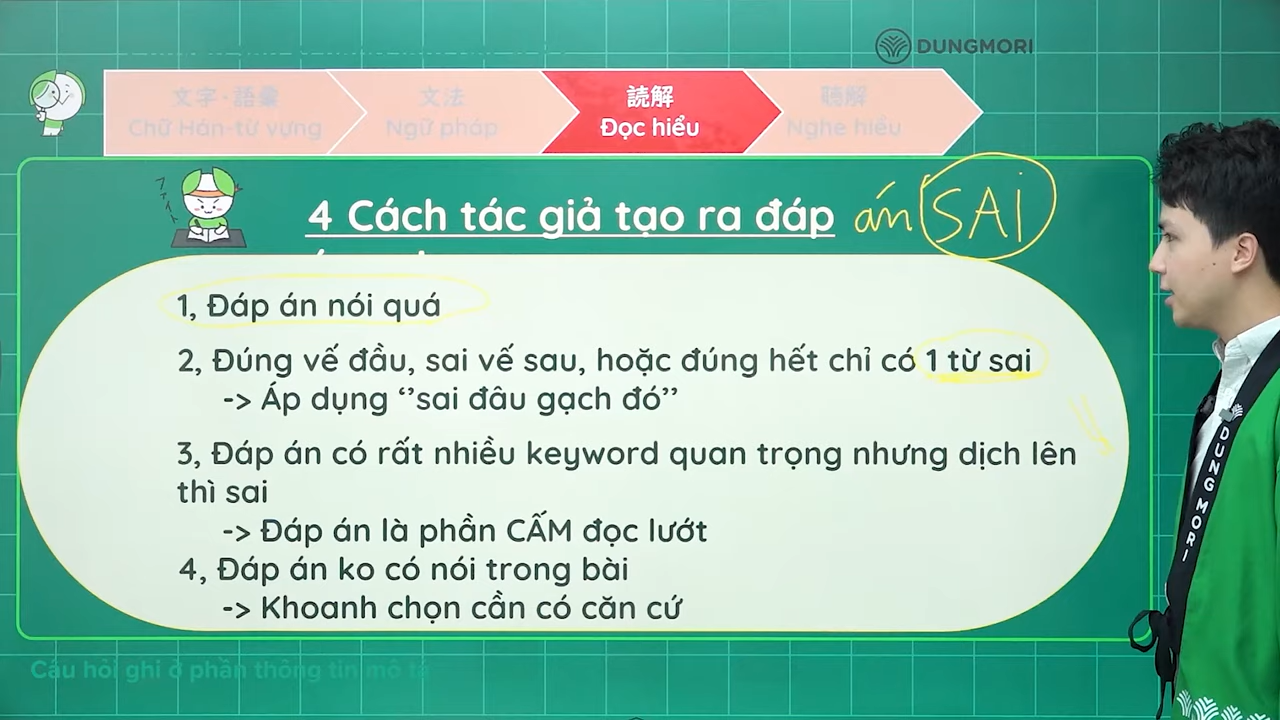 DUNGMORI
文字・語彙
Chữ Hán-từ vựng
文法
Ngữ pháp
読解
Đọc hiểu
聴解
Nghe hiểu
ファイト
4 Cách tác giả tạo ra đáp án SAI
1, Đáp án nói quá
2, Đúng vế đầu, sai vế sau, hoặc đúng hết chỉ có 1 từ sai
-> Áp dụng ‘’sai đâu gạch đó’’
3, Đáp án có rất nhiều keyword quan trọng nhưng dịch lên
thì sai
-> Đáp án là phần CẤM đọc lướt
4, Đáp án ko có nói trong bài
-> Khoanh chọn cần có căn cứ
DUNG MORI
Câu hỏi ghi ở phần thông tin mô tả